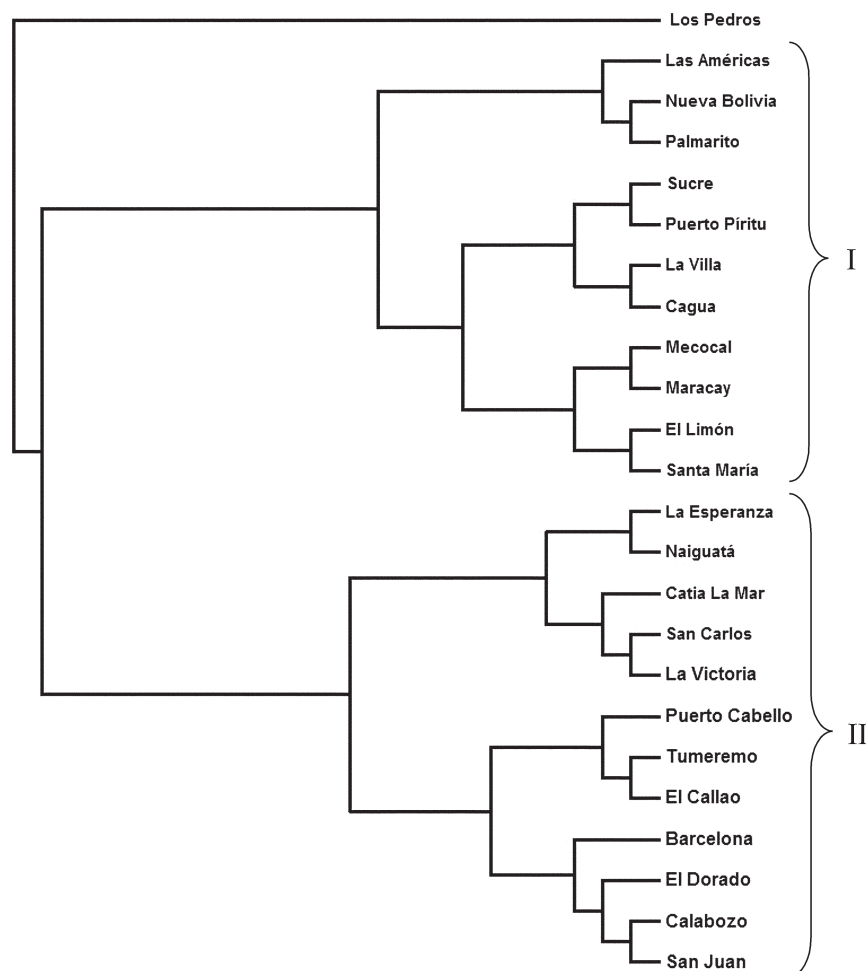 Los Pedros
Las Américas
Nueva Bolivia
Palmarito
Sucre
Puerto Píritu
La Villa
I
Cagua
Mecocal
Maracay
El Limón
Santa María
La Esperanza
Naiguatá
Catia La Mar
San Carlos
La Victoria
Puerto Cabello
II
Tumeremo
El Callao
Barcelona
El Dorado
Calabozo
San Juan